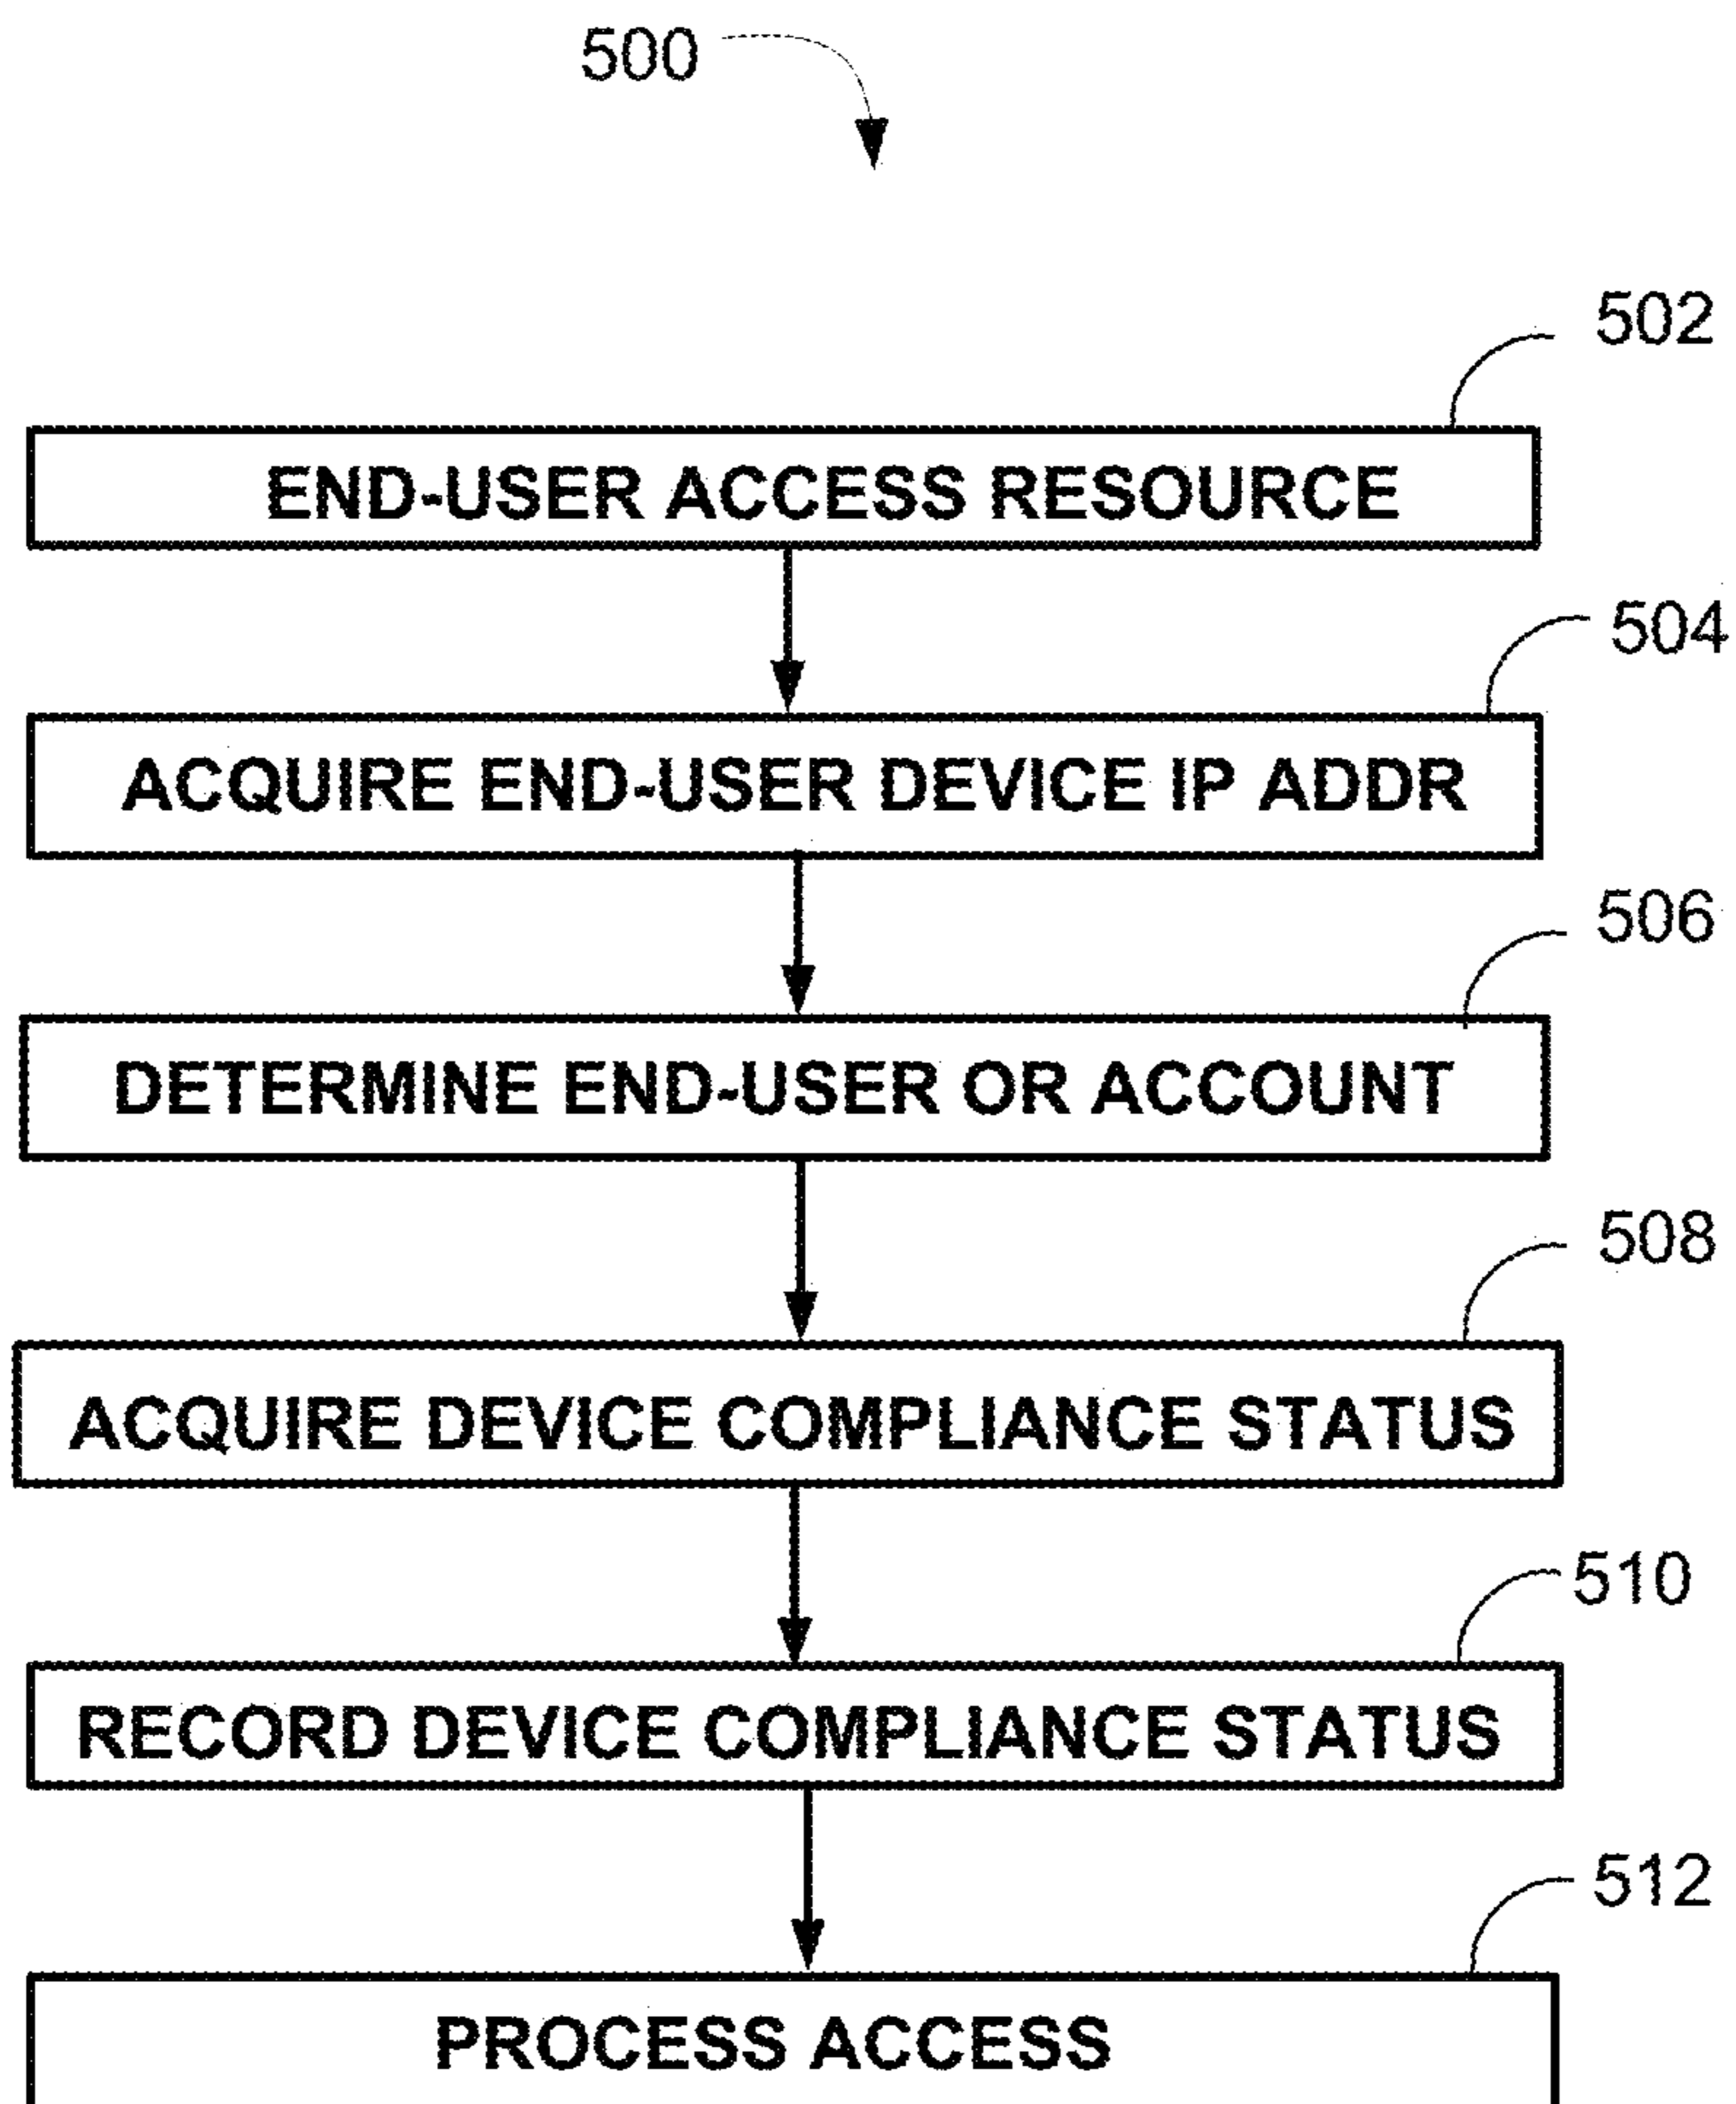 500
502
END-USER ACCESS RESOURCE
504
ACQUIRE END-USER DEVICE IP ADDR
506
DETERMINE END-USER OR ACCOUNT
508
ACQUIRE DEVICE COMPLIANCE STATUS
510
RECORD DEVICE COMPLIANCE STATUS
512
PROCESS ACCESS